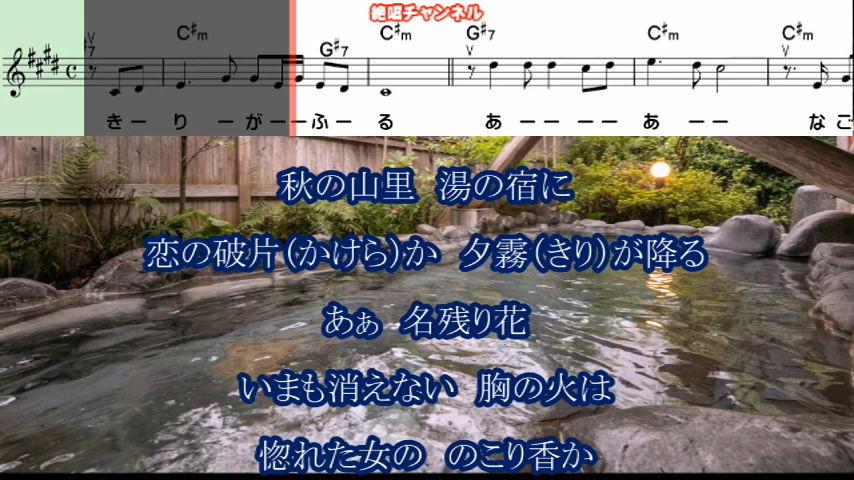 絶唱チャンネル
C#m G#7 C#m G#7 C#m C#m
き ー り ー が ー ふ ー る あ ー ー ー ー あ ー ー な ご
秋の山里 湯の宿に
恋の破片(かけら)か 夕霧(きり)が降る
あぁ 名残り花
いまも消えない 胸の火は
惚れた女の のこり香か